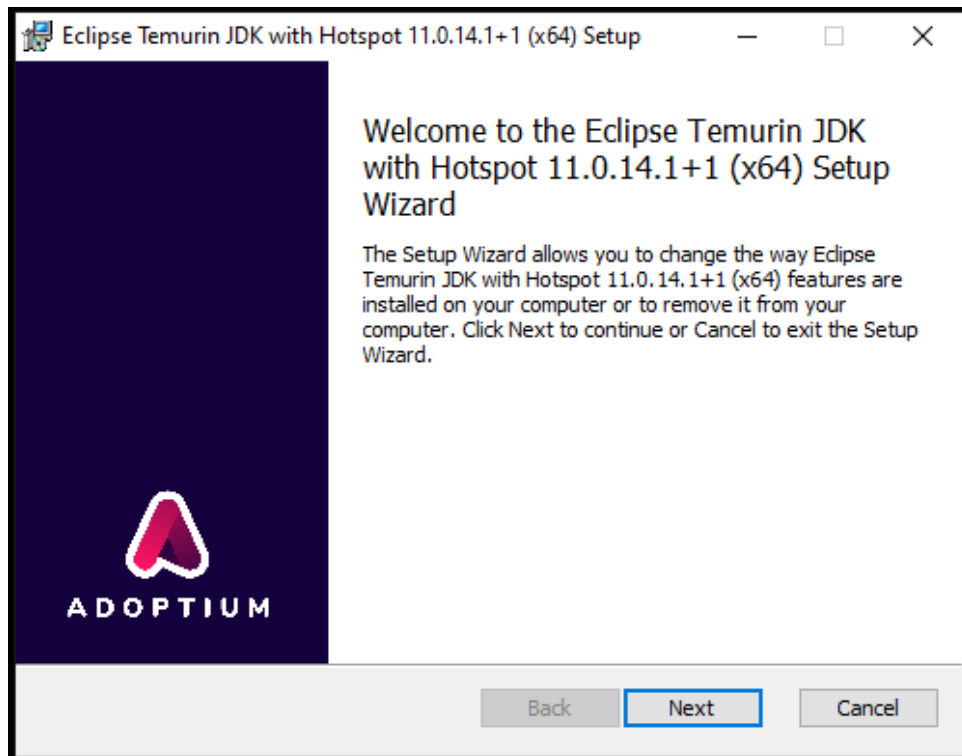 Eclipse Temurin JDK with Hotspot 11.0.14.1+1 (x64) Setup
Welcome to the Eclipse Temurin JDK
with Hotspot 11.0.14.1+1 (x64) Setup
Wizard
The Setup Wizard allows you to change the way Eclipse
Temurin JDK with Hotspot 11.0.14.1+1 (x64) features are
installed on your computer or to remove it from your
computer. Click Next to continue or Cancel to exit the Setup
Wizard.
ADOPTIUM
Back Next Cancel